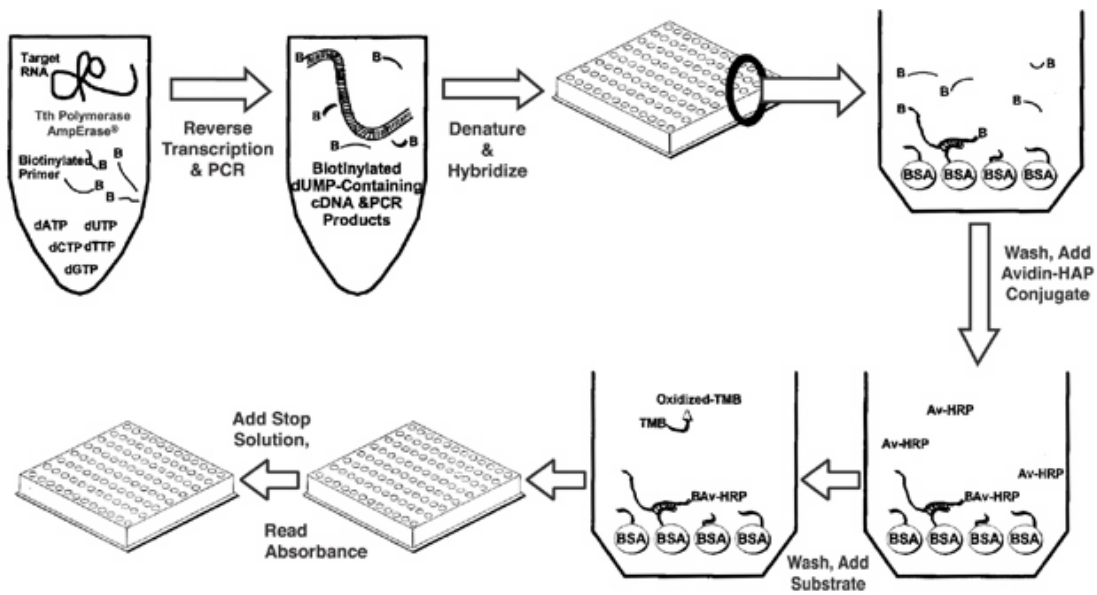 Target
RNA
Tth Polymerase
AmpErase®
Biotinylated
Primer
B
B
B
B
dATP dUTP
dCTP dTTP
dGTP
Reverse
Transcription
& PCR
B
B
B
B
Biotinylated
dUMP-Containing
cDNA &PCR
Products
Denature
&
Hybridize
B
B
B
B
B
B
BSA BSA BSA BSA
Wash, Add
Avidin-HAP
Conjugate
Av-HRP
Av-HRP
Av-HRP
BAv-HRP
BSA BSA BSA BSA
Wash, Add
Substrate
Oxidized-TMB
TMB
BAv-HRP
BSA BSA BSA BSA
Add Stop
Solution,
Read
Absorbance